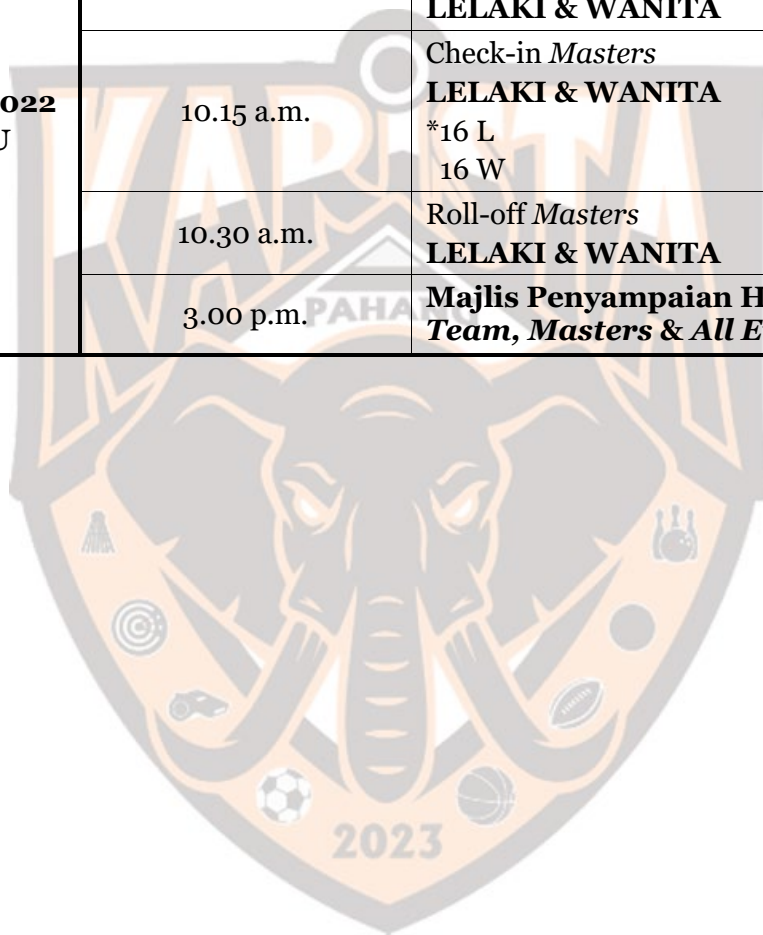 LELAKI & WANITA
Check-in Masters
LELAKI & WANITA
*16 L
16 W
10.15 a.m.
Roll-off Masters
LELAKI & WANITA
10.30 a.m.
Majlis Penyampaian H
Team, Masters & All E
3.00 p.m.
022
U
KARISTA
PAHANG
2023